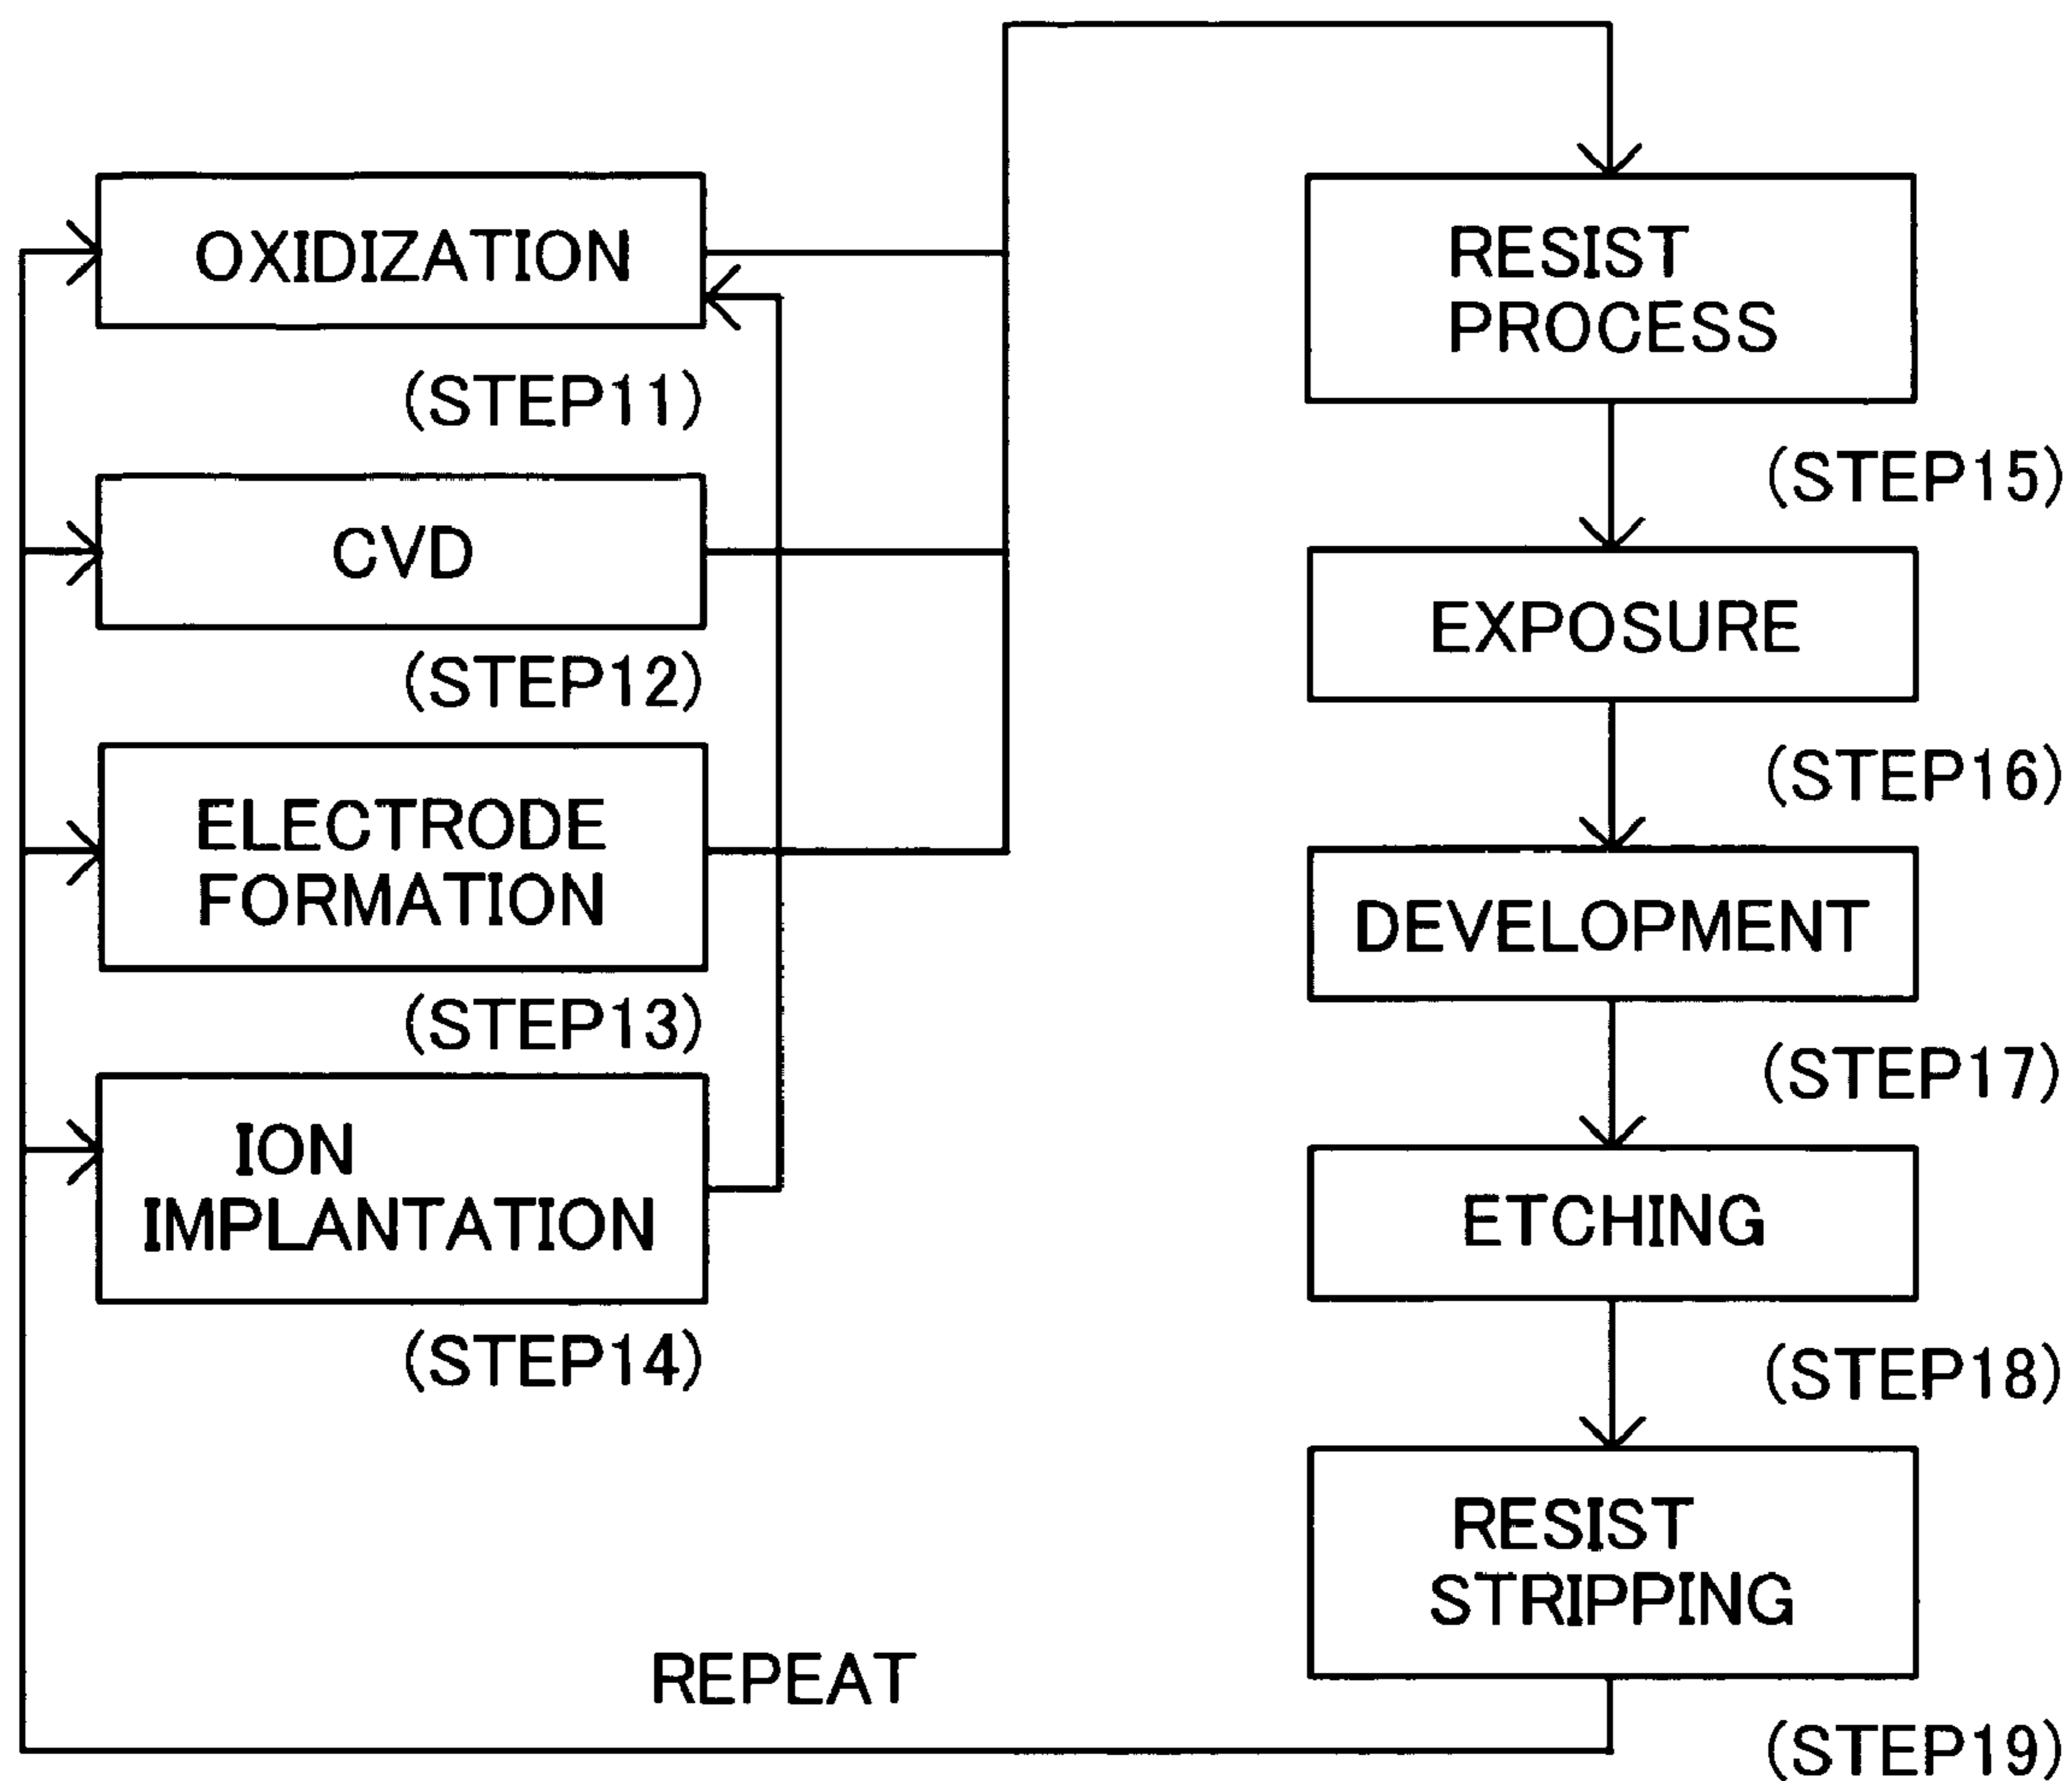 OXIDIZATION
(STEP11)
CVD
(STEP12)
ELECTRODE
FORMATION
(STEP13)
ION
IMPLANTATION
(STEP14)
RESIST
PROCESS
(STEP15)
EXPOSURE
(STEP16)
DEVELOPMENT
(STEP17)
ETCHING
(STEP18)
RESIST
STRIPPING
(STEP19)
REPEAT